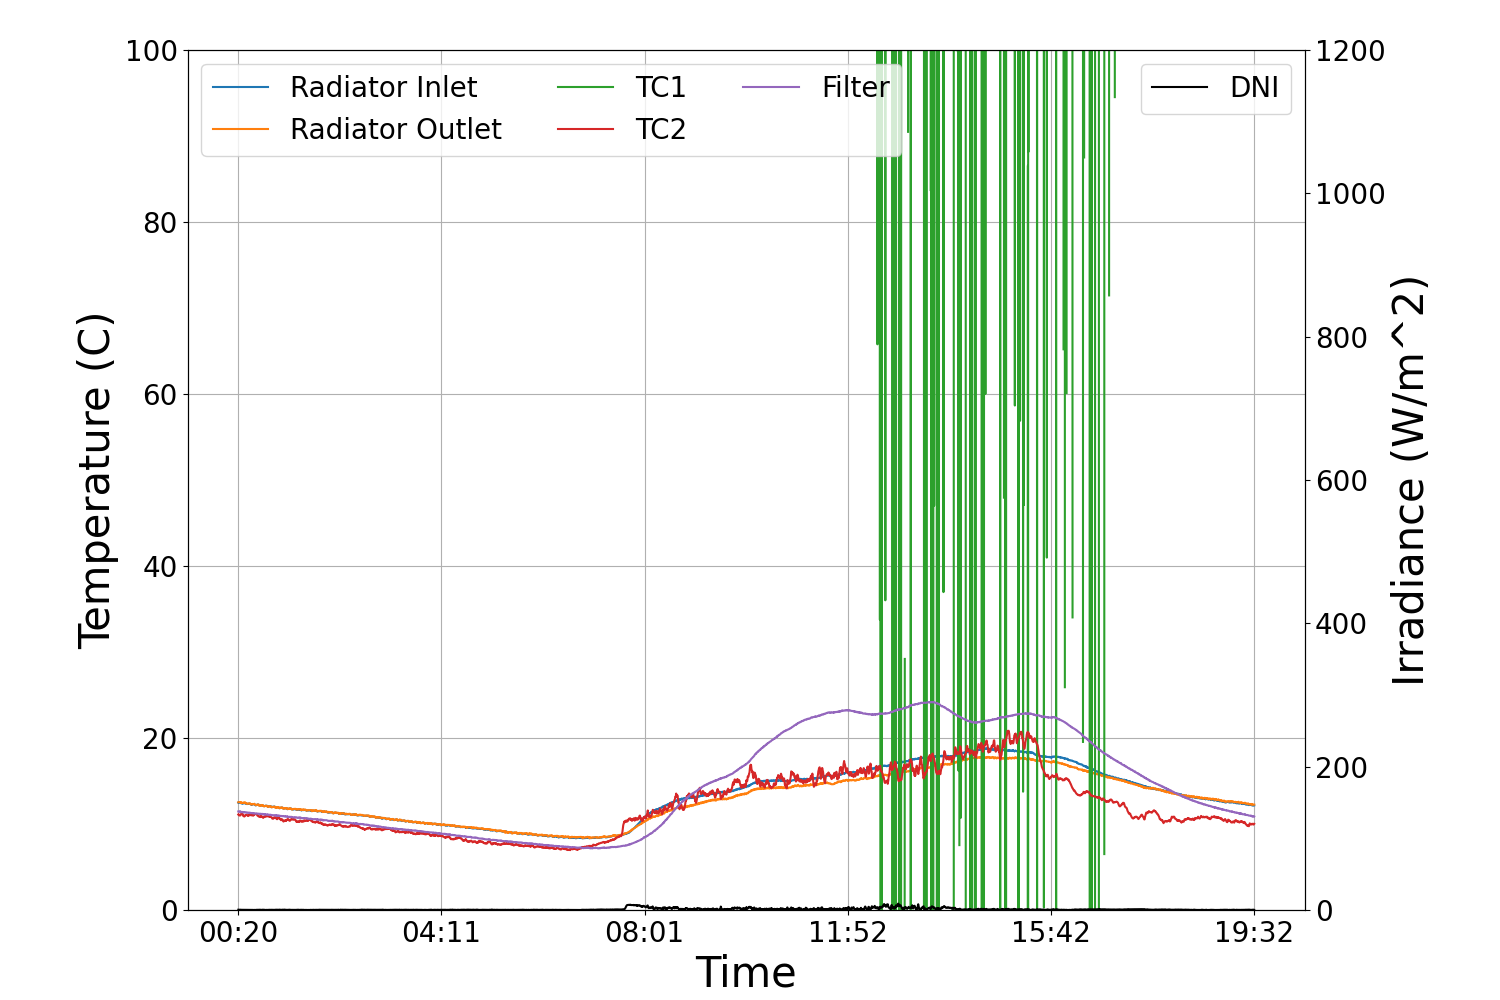 Radiator Inlet
Radiator Outlet
TC1
TC2
Filter
DNI
100
80
60
40
20
0
Temperature (C)
1200
1000
800
600
400
200
0
Irradiance (W/m^2)
00:20 04:11 08:01 11:52 15:42 19:32
Time